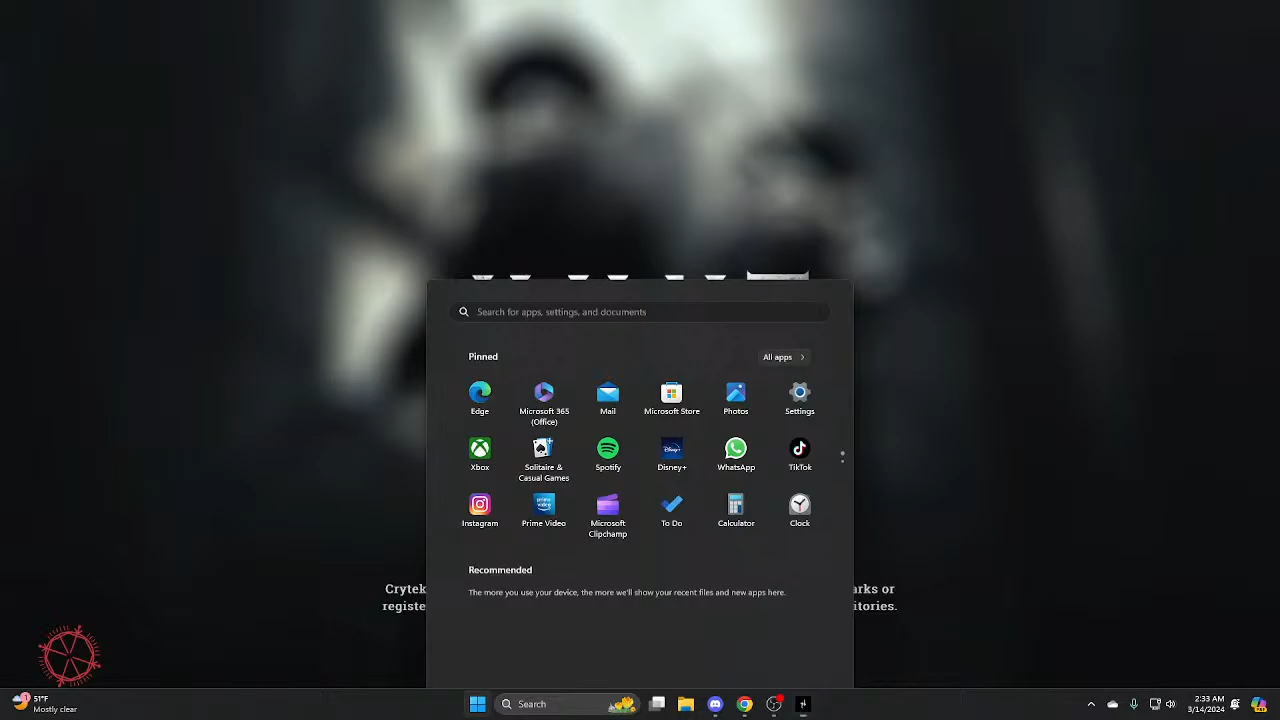 Search for apps, settings, and documents
Pinned
All apps
Edge
Microsoft 365
(Office)
Mail
Microsoft Store
Photos
Settings
Xbox
Solitaire &
Casual Games
Spotify
Disney+
WhatsApp
TikTok
Instagram
prime video
Prime Video
Microsoft
Clipchamp
To Do
Calculator
Clock
Recommended
The more you use your device, the more we'll show your recent files and new apps here.
Crytek
arks or
registe
itories.
51°F
Mostly clear
Search
2:33 AM
3/14/2024